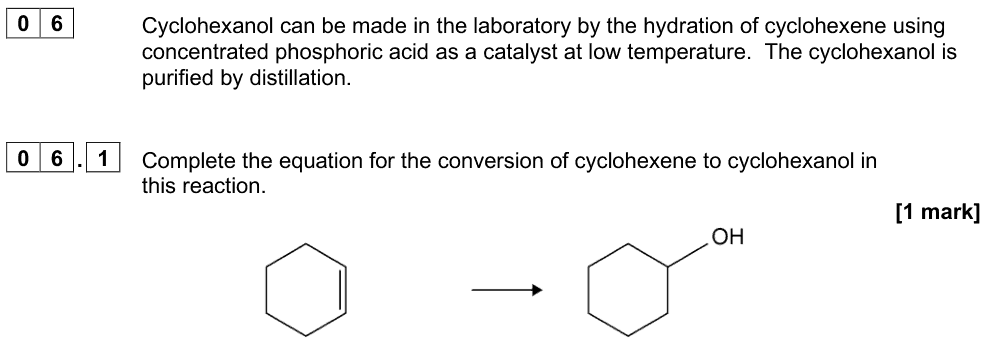 0 6 Cyclohexanol can be made in the laboratory by the hydration of cyclohexene using
concentrated phosphoric acid as a catalyst at low temperature. The cyclohexanol is
purified by distillation.
0 6 . 1 Complete the equation for the conversion of cyclohexene to cyclohexanol in
this reaction.
[1 mark]
OH